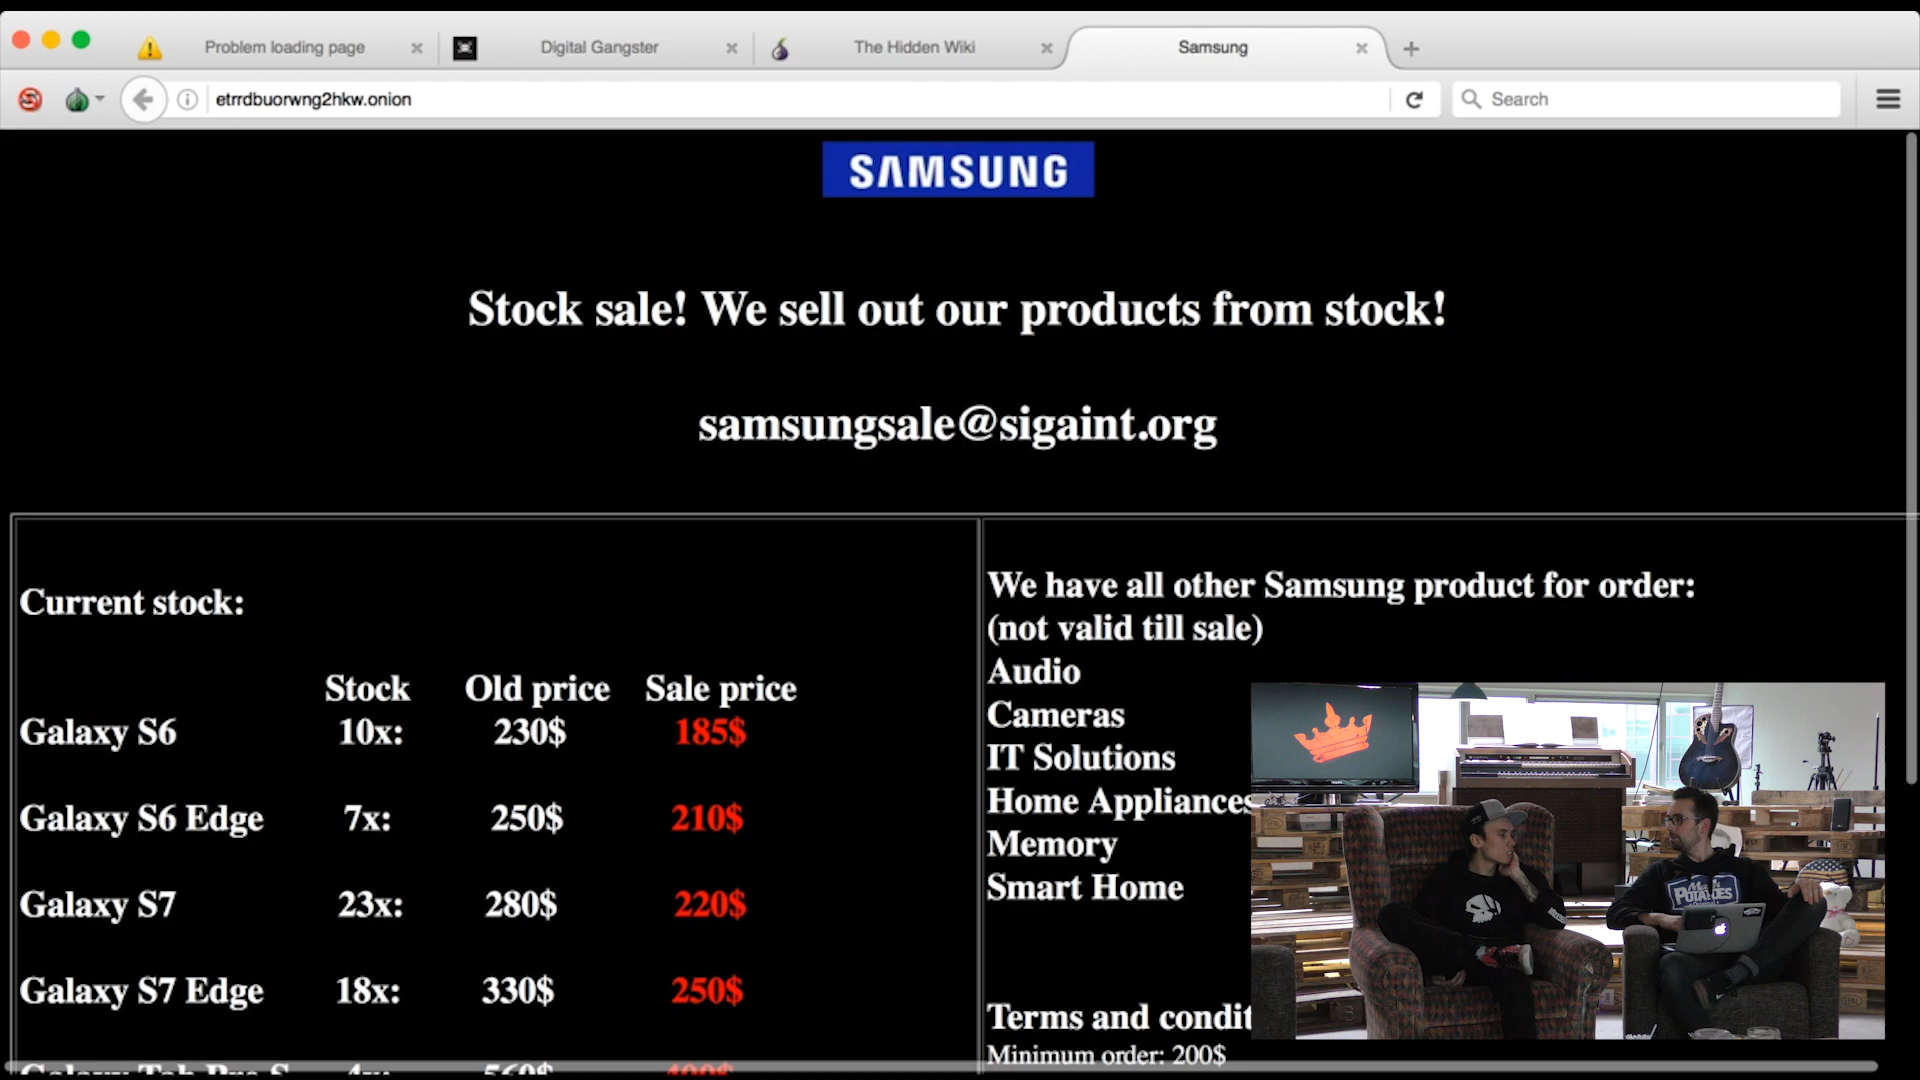 Problem loading page
Digital Gangster
The Hidden Wiki
Samsung
etrrdbuorwng2hkw.onion
Search
SAMSUNG
Stock sale! We sell out our products from stock!
samsungsale@sigaint.org
Current stock:
Stock Old price Sale price
Galaxy S6 10x: 230$ 185$
Galaxy S6 Edge 7x: 250$ 210$
Galaxy S7 23x: 280$ 220$
Galaxy S7 Edge 18x: 330$ 250$
Galaxy Tab Pro S 4x: 560$ 400$
We have all other Samsung product for order:
(not valid till sale)
Audio
Cameras
IT Solutions
Home Appliances
Memory
Smart Home
Terms and condit
Minimum order: 200$
POTATOES